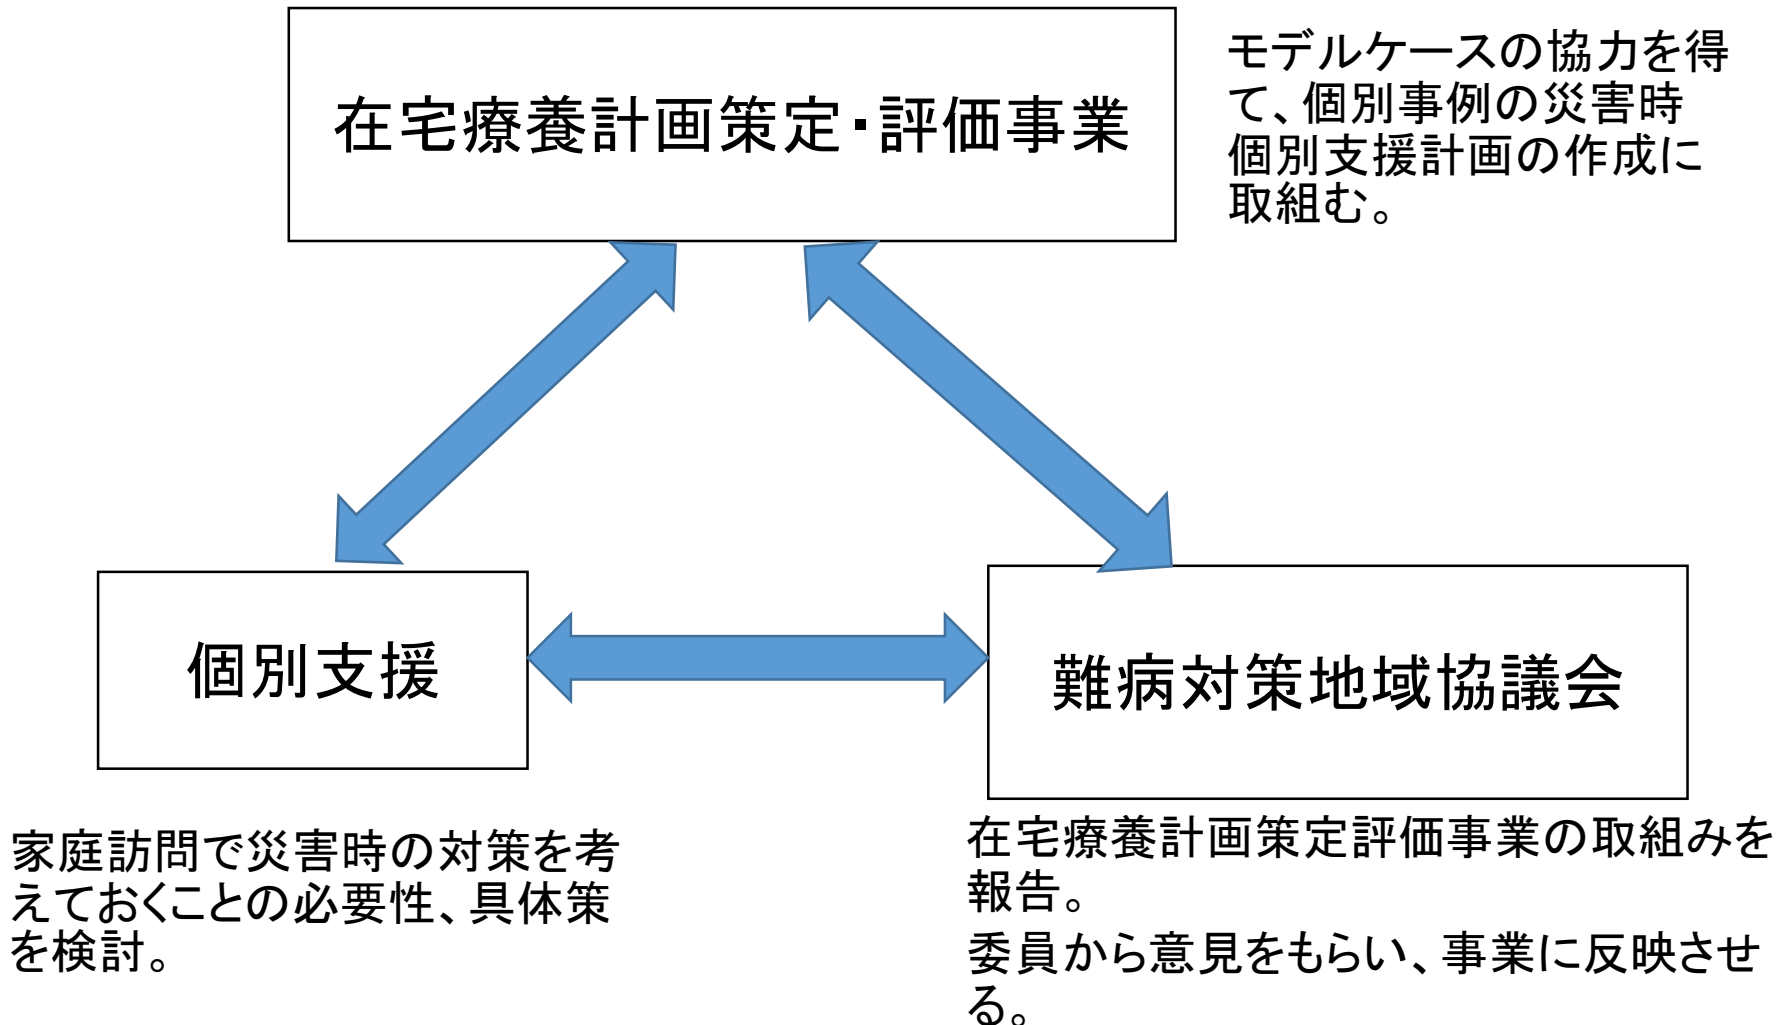 在宅療養計画策定・評価事業
モデルケースの協力を得
て、個別事例の災害時
個別支援計画の作成に
取組む。
個別支援
難病対策地域協議会
家庭訪問で災害時の対策を考
えておくことの必要性、具体策
を検討。
在宅療養計画策定評価事業の取組みを
報告。
委員から意見をもらい、事業に反映させ
る。